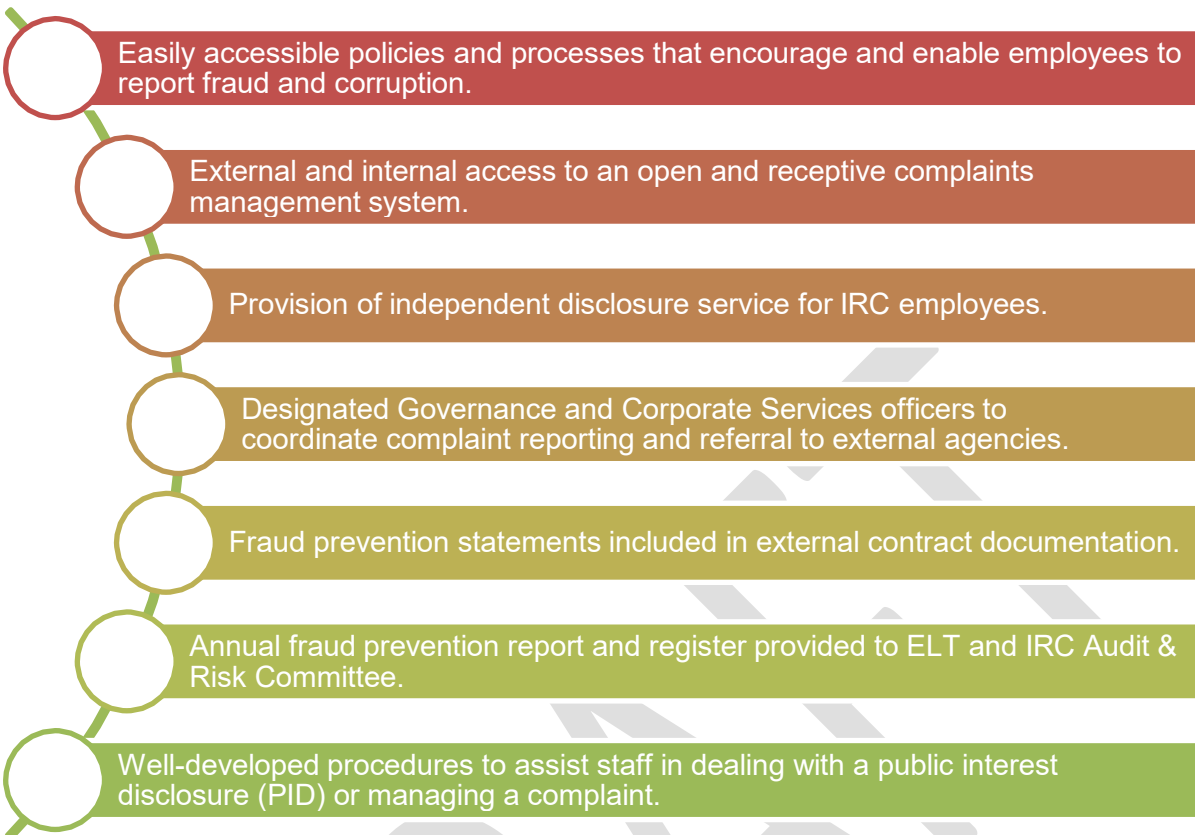 Easily accessible policies and processes that encourage and enable employees to
report fraud and corruption.
External and internal access to an open and receptive complaints
management system.
Provision of independent disclosure service for IRC employees.
Designated Governance and Corporate Services officers to
coordinate complaint reporting and referral to external agencies.
Fraud prevention statements included in external contract documentation.
Annual fraud prevention report and register provided to ELT and IRC Audit &
Risk Committee.
Well-developed procedures to assist staff in dealing with a public interest
disclosure (PID) or managing a complaint.